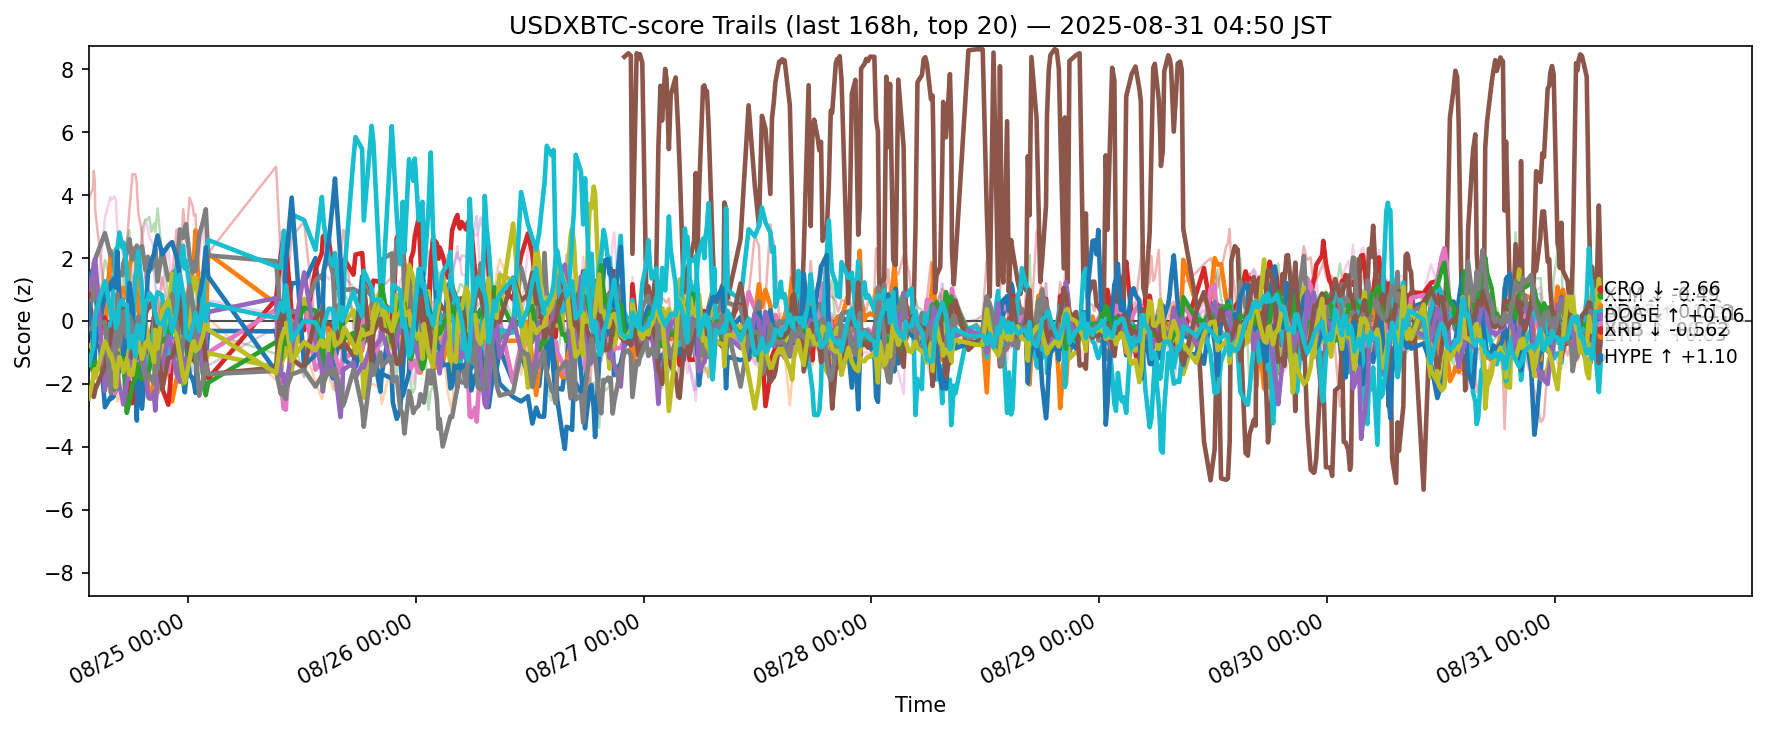 USDXBTC-score Trails (last 168h, top 20) — 2025-08-31 04:50 JST
Score (z)
8
6
4
2
0
−2
−4
−6
−8
CRO ↓ -2.66
DOGE ↑ +0.06
XRP ↓ -0.562
HYPE ↑ +1.10
08/25 00:00
08/26 00:00
08/27 00:00
08/28 00:00
08/29 00:00
08/30 00:00
08/31 00:00
Time